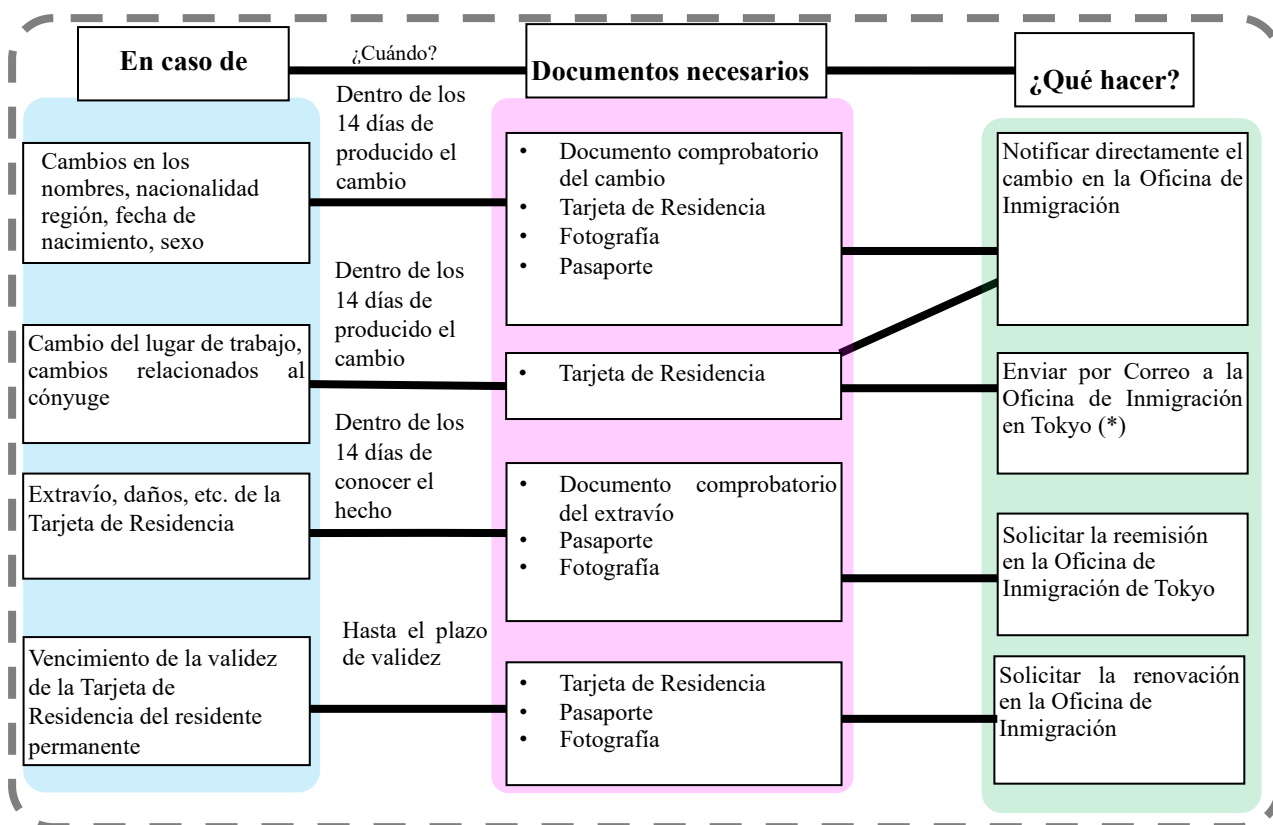 En caso de
¿Cuándo?
Documentos necesarios
¿Qué hacer?
Cambios en los
nombres, nacionalidad
región, fecha de
nacimiento, sexo
Dentro de los
14 días de
producido el
cambio
• Documento comprobatorio
del cambio
• Tarjeta de Residencia
• Fotografía
• Pasaporte
Notificar directamente el
cambio en la Oficina de
Inmigración
Cambio del lugar de trabajo,
cambios relacionados al
cónyuge
Dentro de los
14 días de
producido el
cambio
• Tarjeta de Residencia
Enviar por Correo a la
Oficina de Inmigración
en Tokyo (*)
Extravío, daños, etc. de la
Tarjeta de Residencia
Dentro de los
14 días de
conocer el
hecho
• Documento comprobatorio
del extravío
• Pasaporte
• Fotografía
Solicitar la reemisión
en la Oficina de
Inmigración de Tokyo
Vencimiento de la validez
de la Tarjeta de
Residencia del residente
permanente
Hasta el plazo
de validez
• Tarjeta de Residencia
• Pasaporte
• Fotografía
Solicitar la renovación
en la Oficina de
Inmigración